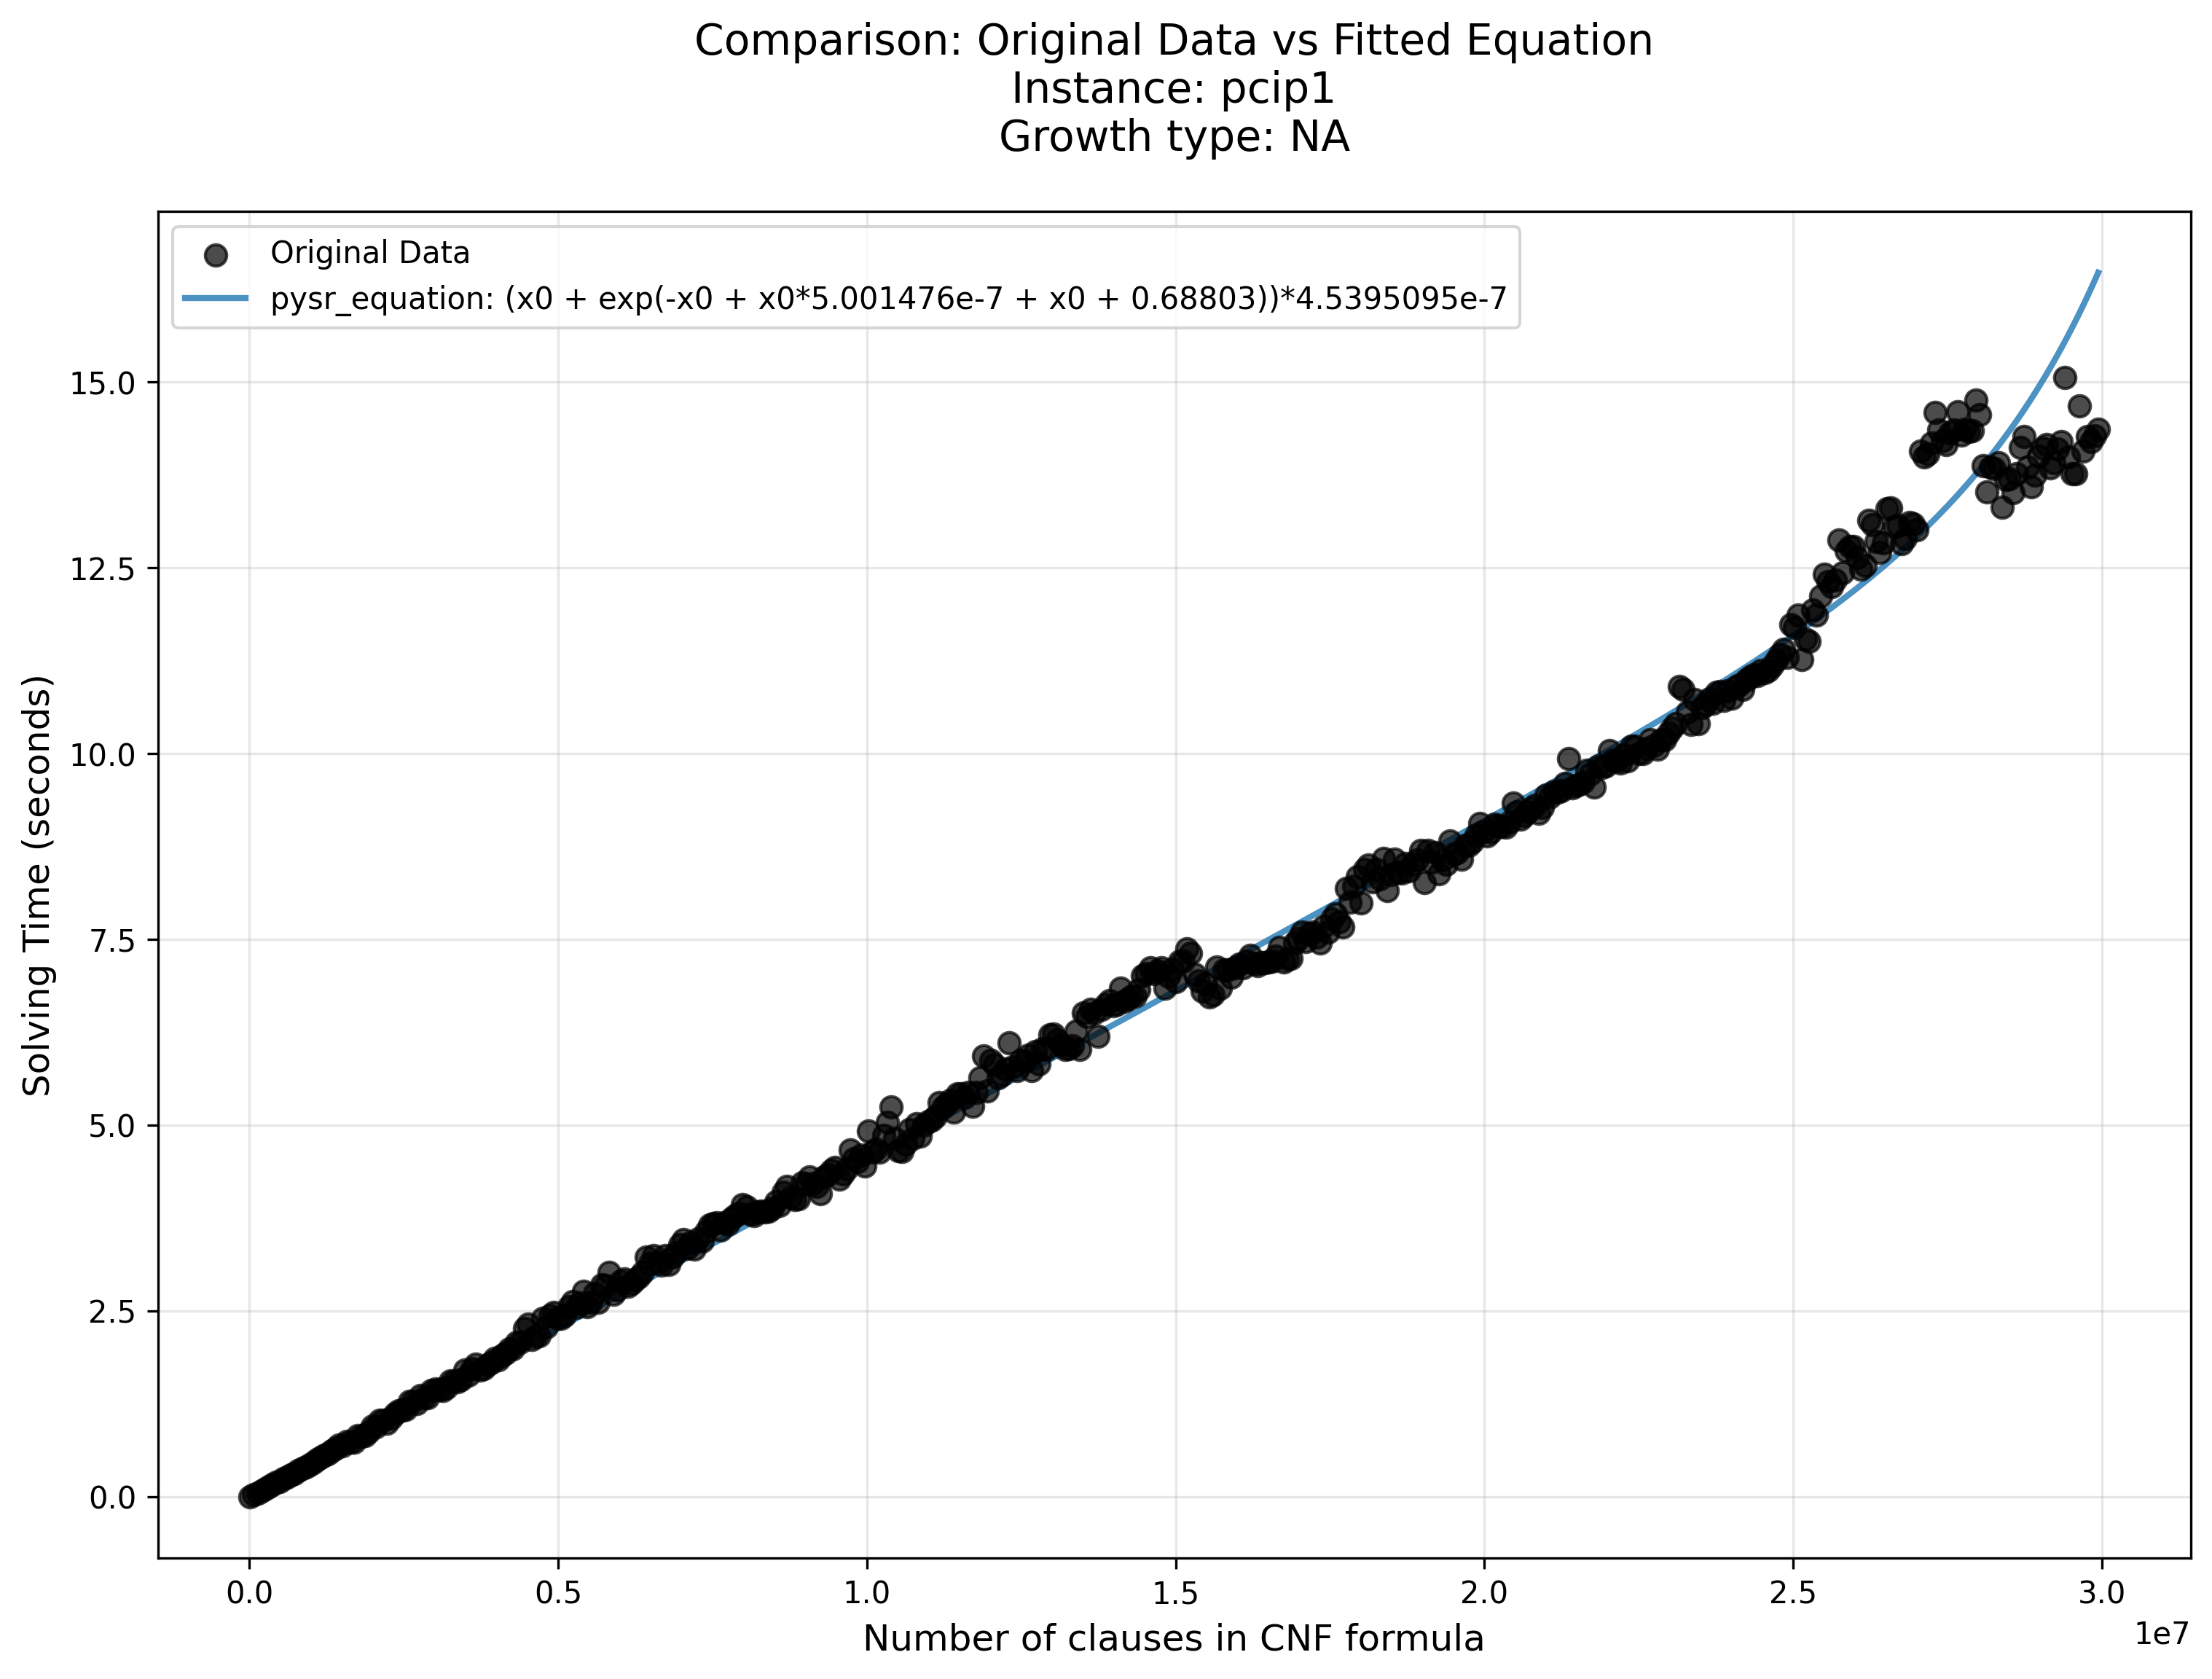 Comparison: Original Data vs Fitted Equation
Instance: pcip1
Growth type: NA
Original Data
pysr_equation: (x0 + exp(-x0 + x0*5.001476e-7 + x0 + 0.68803))*4.5395095e-7
Solving Time (seconds)
15.0
12.5
10.0
7.5
5.0
2.5
0.0
0.0 0.5 1.0 1.5 2.0 2.5 3.0
1e7
Number of clauses in CNF formula